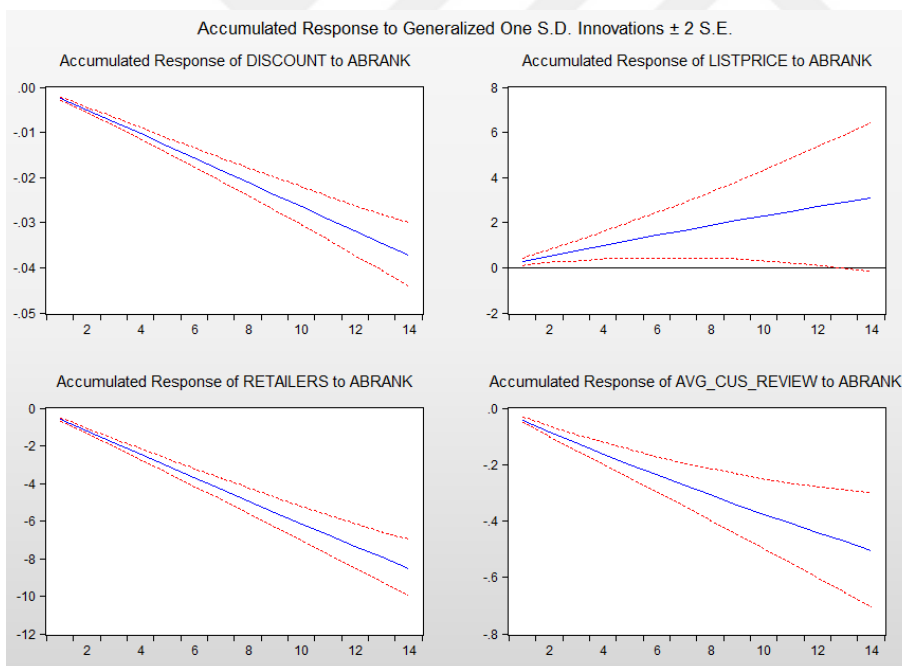 Accumulated Response to Generalized One S.D. Innovations ± 2 S.E.
Accumulated Response of DISCOUNT to ABRANK
.00
-.01
-.02
-.03
-.04
-.05
2 4 6 8 10 12 14
Accumulated Response of LISTPRICE to ABRANK
8
6
4
2
0
-2
2 4 6 8 10 12 14
Accumulated Response of RETAILERS to ABRANK
0
-2
-4
-6
-8
-10
-12
2 4 6 8 10 12 14
Accumulated Response of AVG_CUS_REVIEW to ABRANK
.0
-.2
-.4
-.6
-.8
2 4 6 8 10 12 14